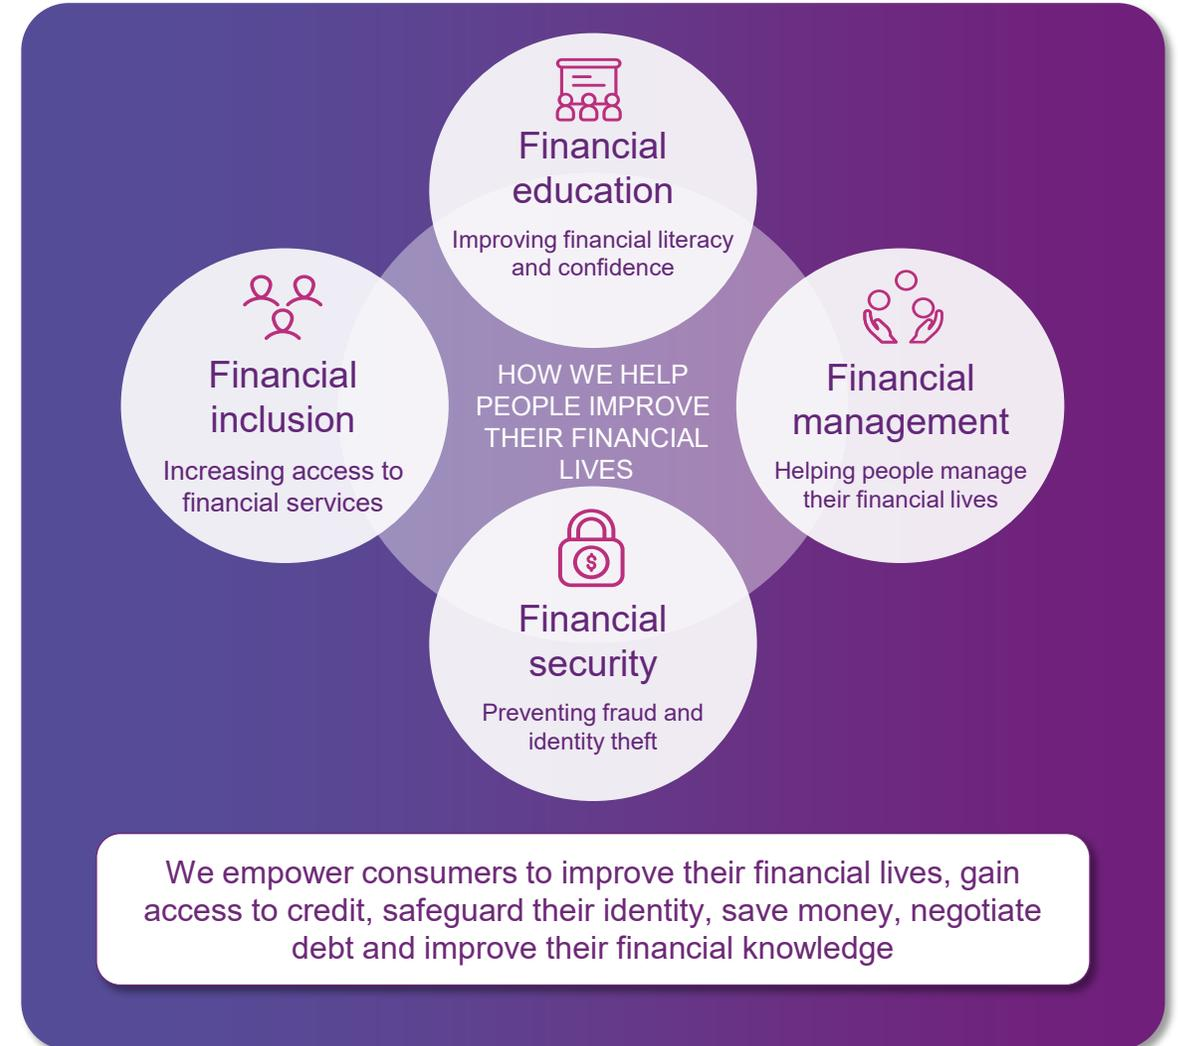 Financial
education
Improving financial literacy
and confidence
Financial
inclusion
Increasing access to
financial services
HOW WE HELP
PEOPLE IMPROVE
THEIR FINANCIAL
LIVES
Financial
management
Helping people manage
their financial lives
$
Financial
security
Preventing fraud and
identity theft
We empower consumers to improve their financial lives, gain
access to credit, safeguard their identity, save money, negotiate
debt and improve their financial knowledge